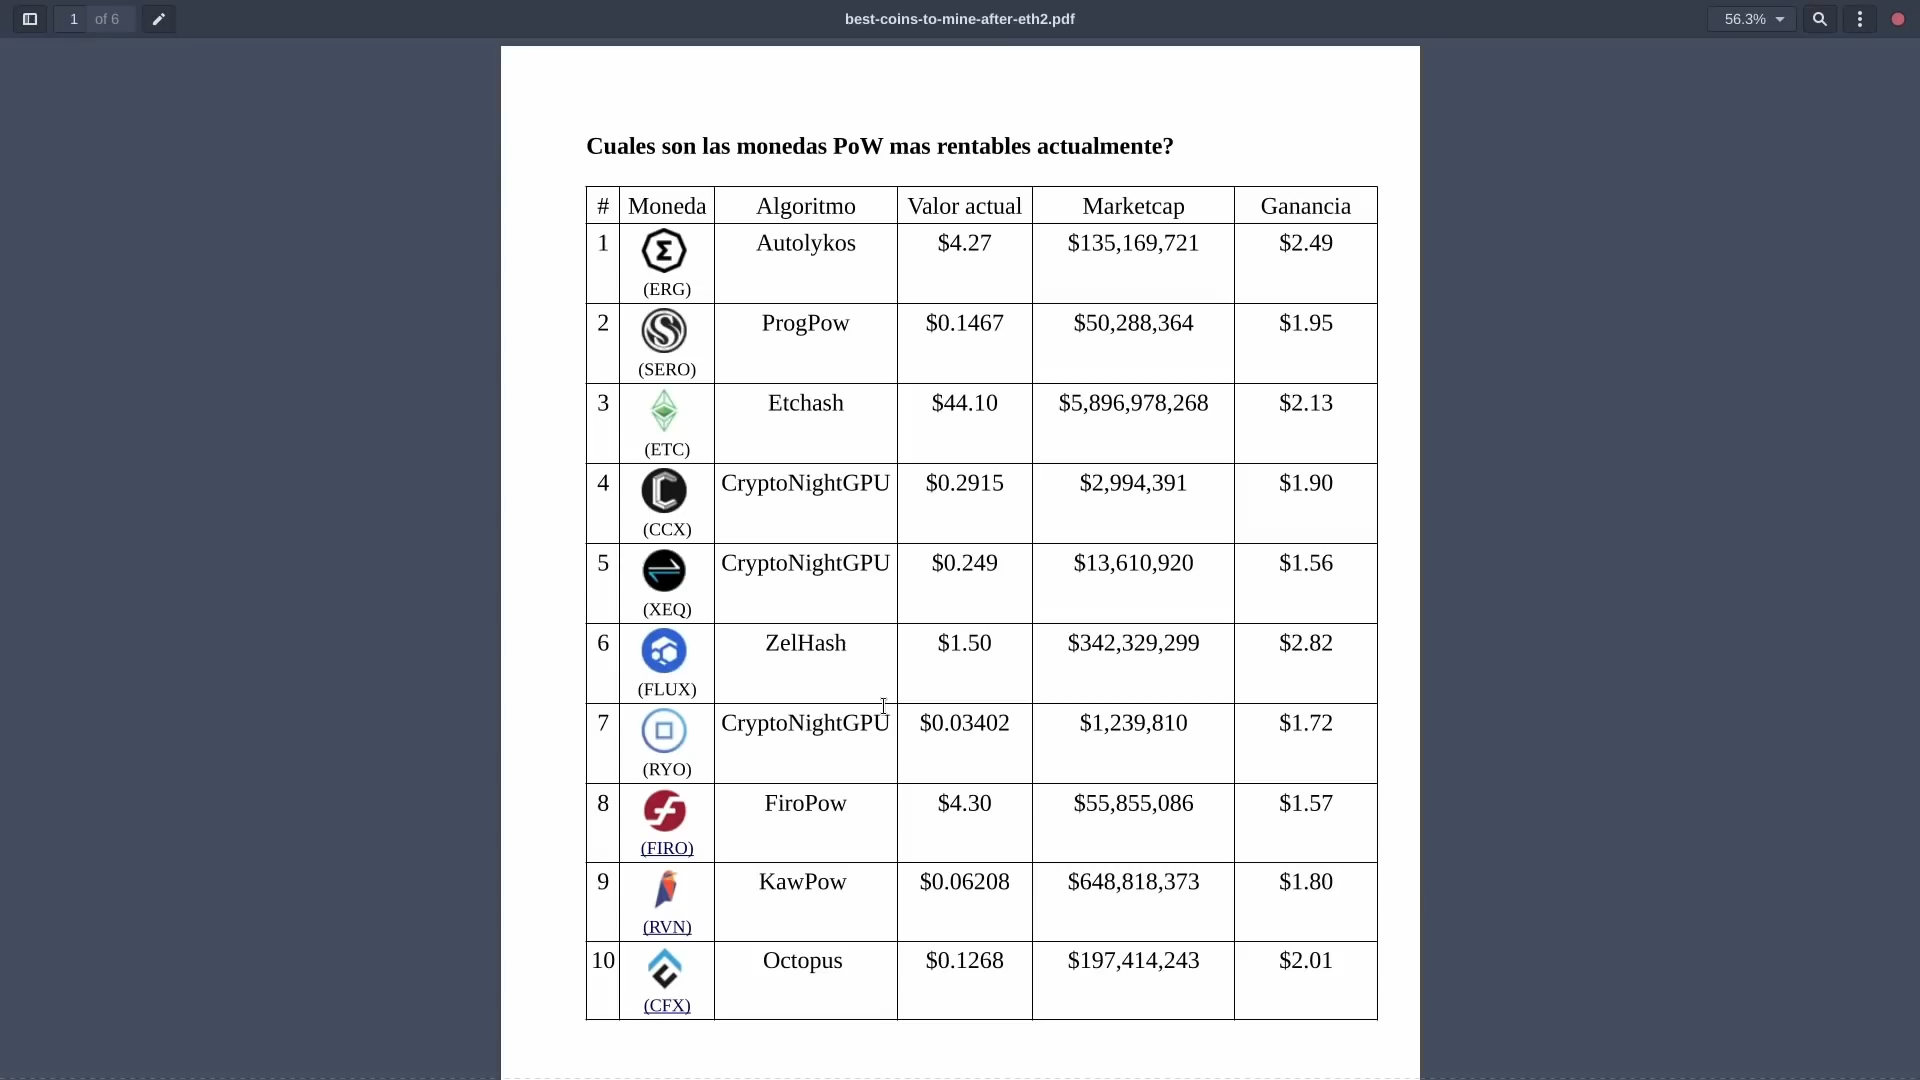 1 of 6 best-coins-to-mine-after-eth2.pdf 56.3%
Cuales son las monedas PoW mas rentables actualmente?
# Moneda Algoritmo Valor actual Marketcap Ganancia
1 Autolykos $4.27 $135,169,721 $2.49
(ERG)
2 ProgPow $0.1467 $50,288,364 $1.95
(SERO)
3 Etchash $44.10 $5,896,978,268 $2.13
(ETC)
4 CryptoNightGPU $0.2915 $2,994,391 $1.90
(CCX)
5 CryptoNightGPU $0.249 $13,610,920 $1.56
(XEQ)
6 ZelHash $1.50 $342,329,299 $2.82
(FLUX)
7 CryptoNightGPU $0.03402 $1,239,810 $1.72
(RYO)
8 FiroPow $4.30 $55,855,086 $1.57
(FIRO)
9 KawPow $0.06208 $648,818,373 $1.80
(RVN)
10 Octopus $0.1268 $197,414,243 $2.01
(CFX)